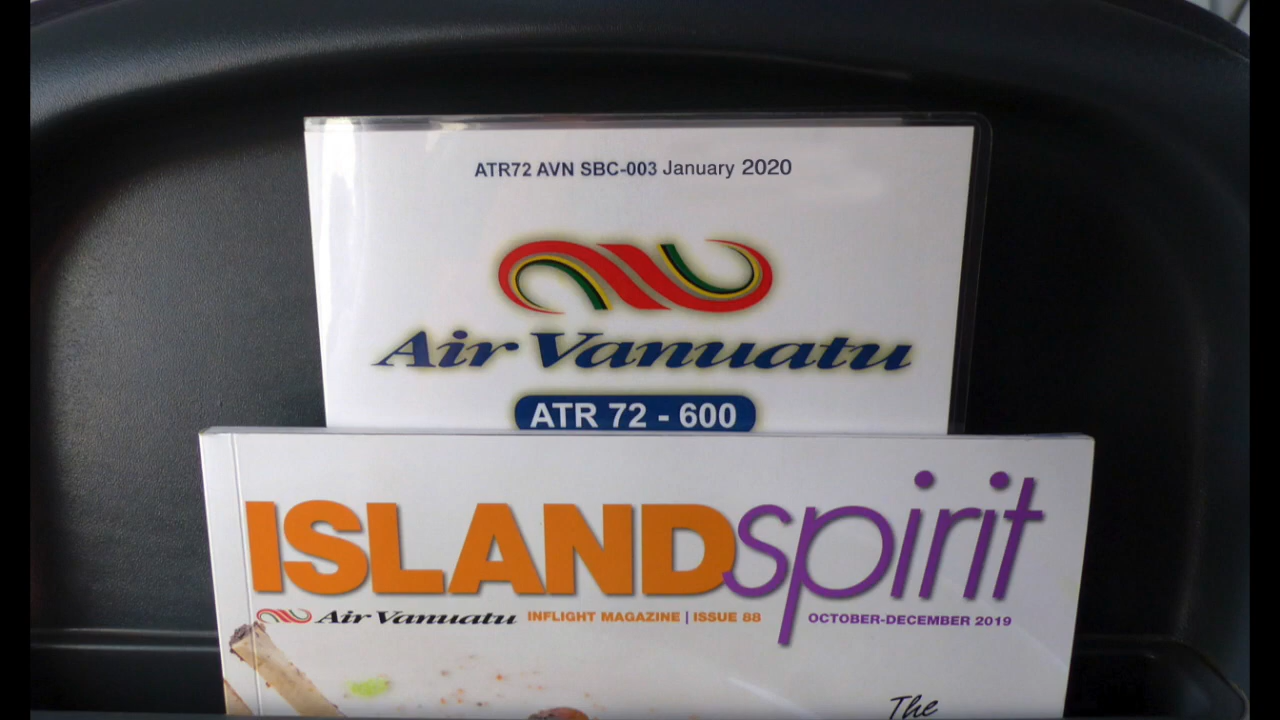 ATR72 AVN SBC-003 January 2020
Air Vanuatu
ATR 72 - 600
ISLANDspirit
Air Vanuatu INFLIGHT MAGAZINE | ISSUE 88 OCTOBER-DECEMBER 2019
The